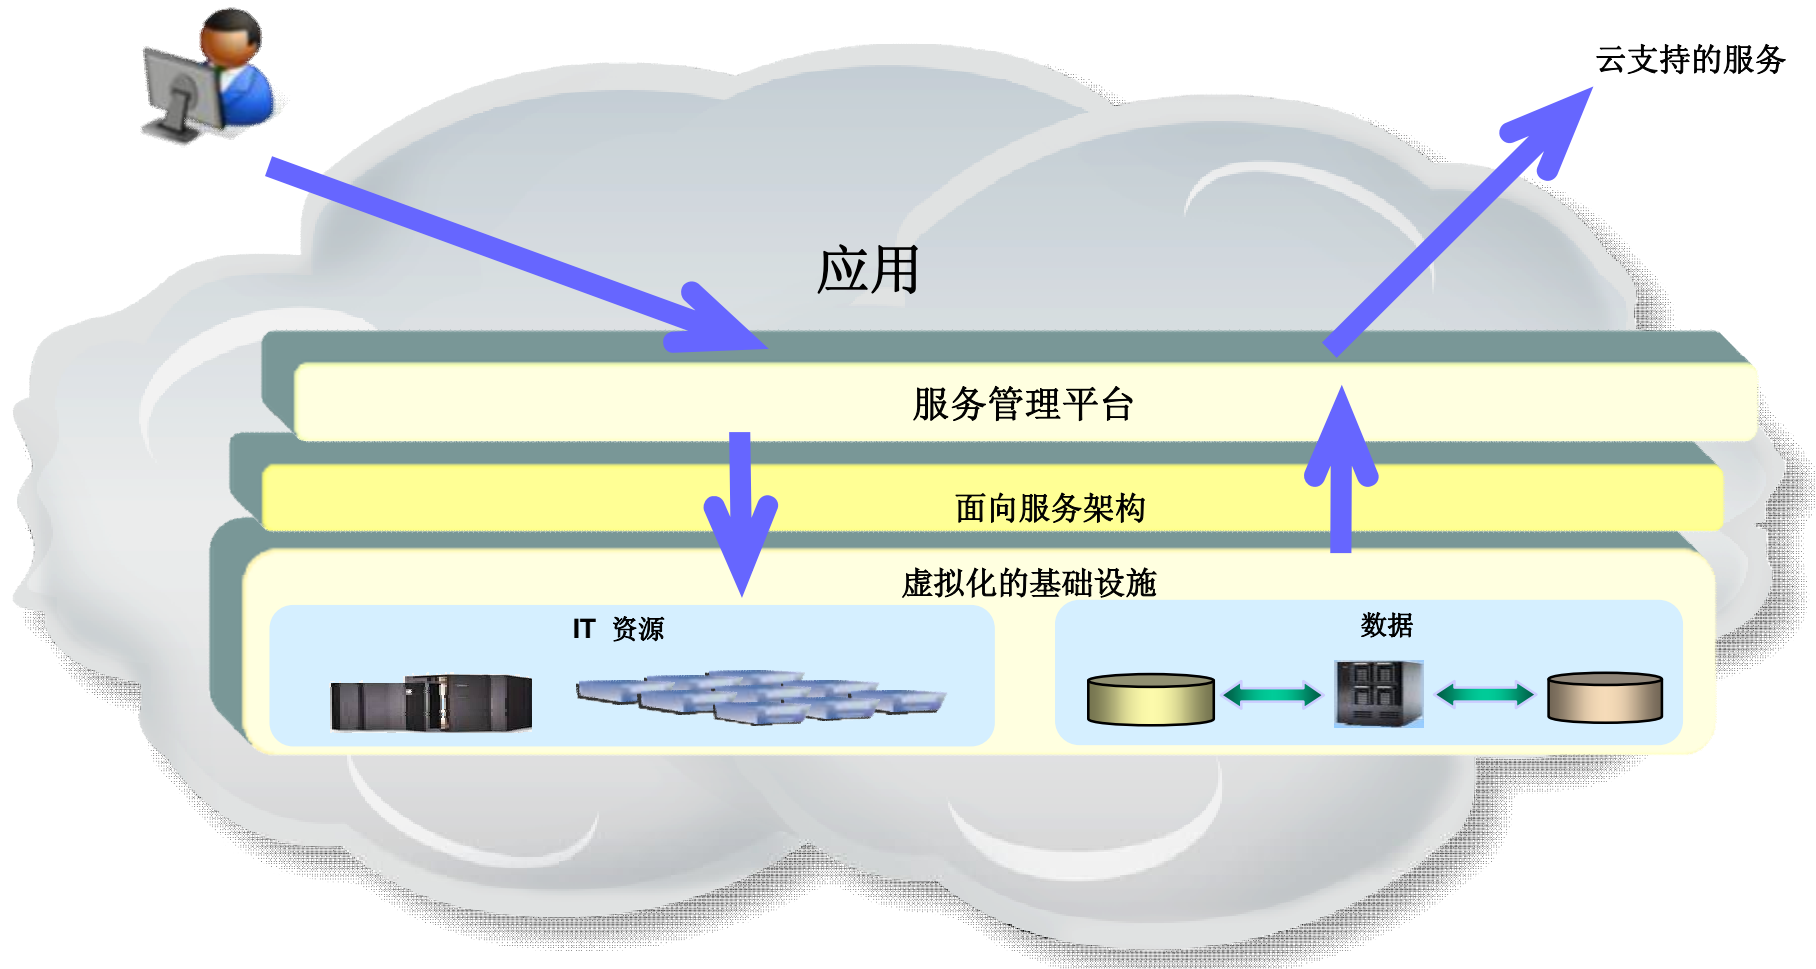 云支持的服务
应用
服务管理平台
面向服务架构
虚拟化的基础设施
IT 资源
数据